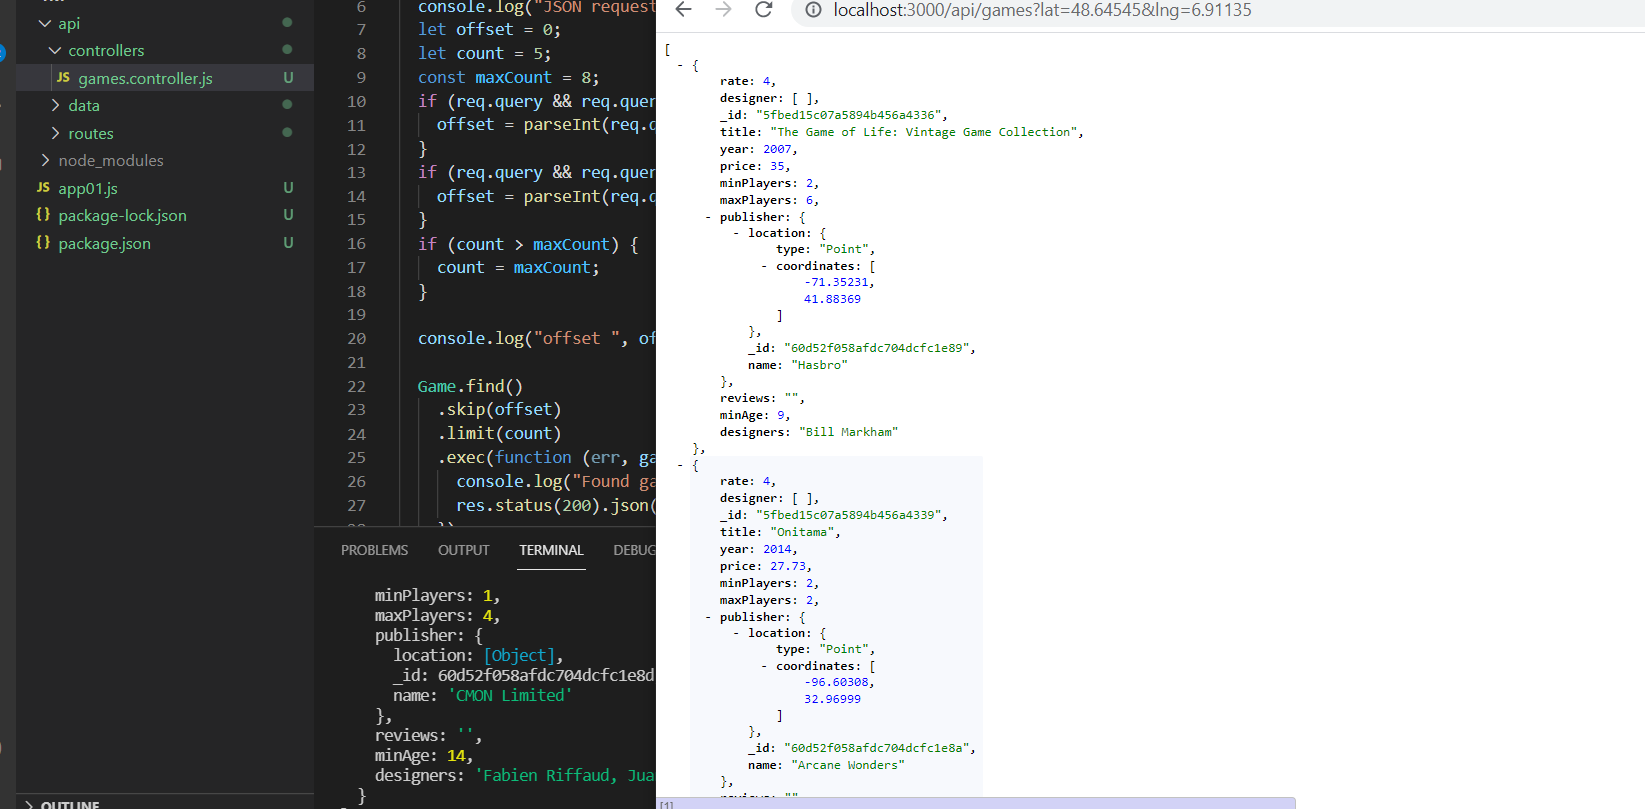 api
controllers
JS games.controller.js U
data
routes
node_modules
JS app01.js U
{} package-lock.json U
{} package.json U
OUTLINE
6 console.log("JSON request
7 let offset = 0;
8 let count = 5;
9 const maxCount = 8;
10 if (req.query && req.quer
11 offset = parseInt(req.q
12 }
13 if (req.query && req.quer
14 offset = parseInt(req.q
15 }
16 if (count > maxCount) {
17 count = maxCount;
18 }
19
20 console.log("offset ", of
21
22 Game.find()
23 .skip(offset)
24 .limit(count)
25 .exec(function (err, ga
26 console.log("Found ga
27 res.status(200).json(
PROBLEMS OUTPUT TERMINAL DEBUG
minPlayers: 1,
maxPlayers: 4,
publisher: {
location: [Object],
_id: 60d52f058afdc704dcfc1e8d
name: 'CMON Limited'
},
reviews: '',
minAge: 14,
designers: 'Fabien Riffaud, Jua
}
localhost:3000/api/games?lat=48.64545&lng=6.91135
[
- {
rate: 4,
designer: [ ],
_id: "5fbed15c07a5894b456a4336",
title: "The Game of Life: Vintage Game Collection",
year: 2007,
price: 35,
minPlayers: 2,
maxPlayers: 6,
- publisher: {
- location: {
type: "Point",
- coordinates: [
-71.35231,
41.88369
]
},
_id: "60d52f058afdc704dcfc1e89",
name: "Hasbro"
},
reviews: "",
minAge: 9,
designers: "Bill Markham"
},
- {
rate: 4,
designer: [ ],
_id: "5fbed15c07a5894b456a4339",
title: "Onitama",
year: 2014,
price: 27.73,
minPlayers: 2,
maxPlayers: 2,
- publisher: {
- location: {
type: "Point",
- coordinates: [
-96.60308,
32.96999
]
},
_id: "60d52f058afdc704dcfc1e8a",
name: "Arcane Wonders"
},
reviews: ""
[1]